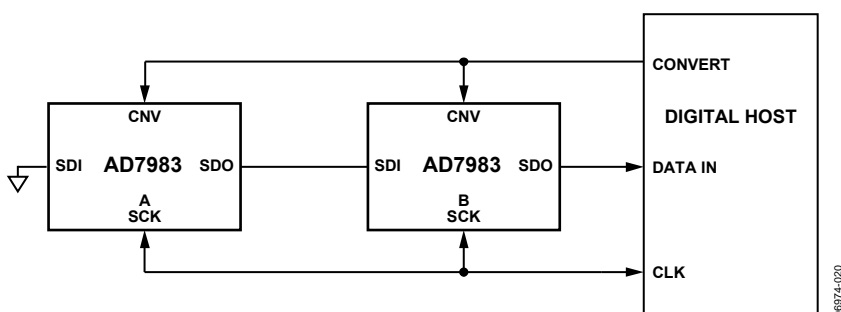 CONVERT
CNV
CNV
DIGITAL HOST
SDI AD7983 SDO
SDI AD7983 SDO
DATA IN
A
SCK
B
SCK
CLK
06974-020